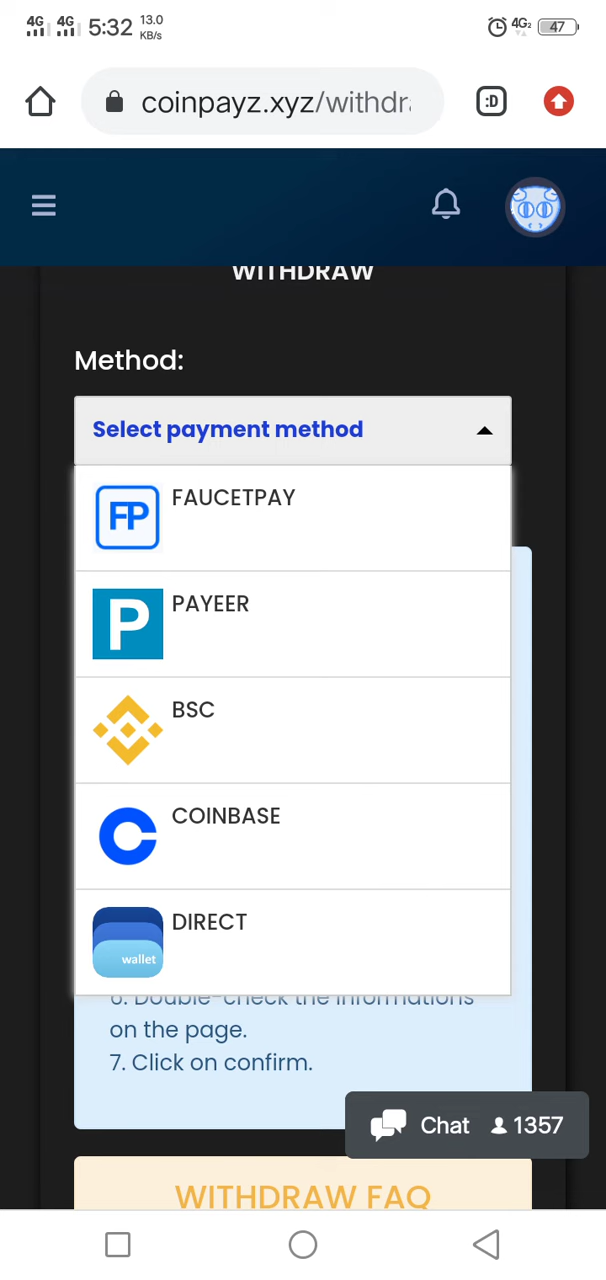 4G 4G 5:32 13.0 KB/s 4G2 47
coinpayz.xyz/withdr :D
WITHDRAW
Method:
Select payment method
FP FAUCETPAY
P PAYEER
BSC
COINBASE
DIRECT
wallet
6. Double-check the informations
on the page.
7. Click on confirm.
Chat 1357
WITHDRAW FAQ